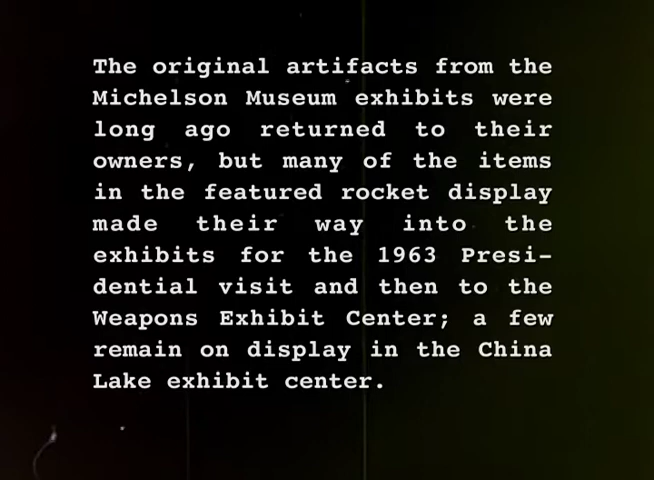 The original artifacts from the
Michelson Museum exhibits were
long ago returned to their
owners, but many of the items
in the featured rocket display
made their way into the
exhibits for the 1963 Presi-
dential visit and then to the
Weapons Exhibit Center; a few
remain on display in the China
Lake exhibit center.